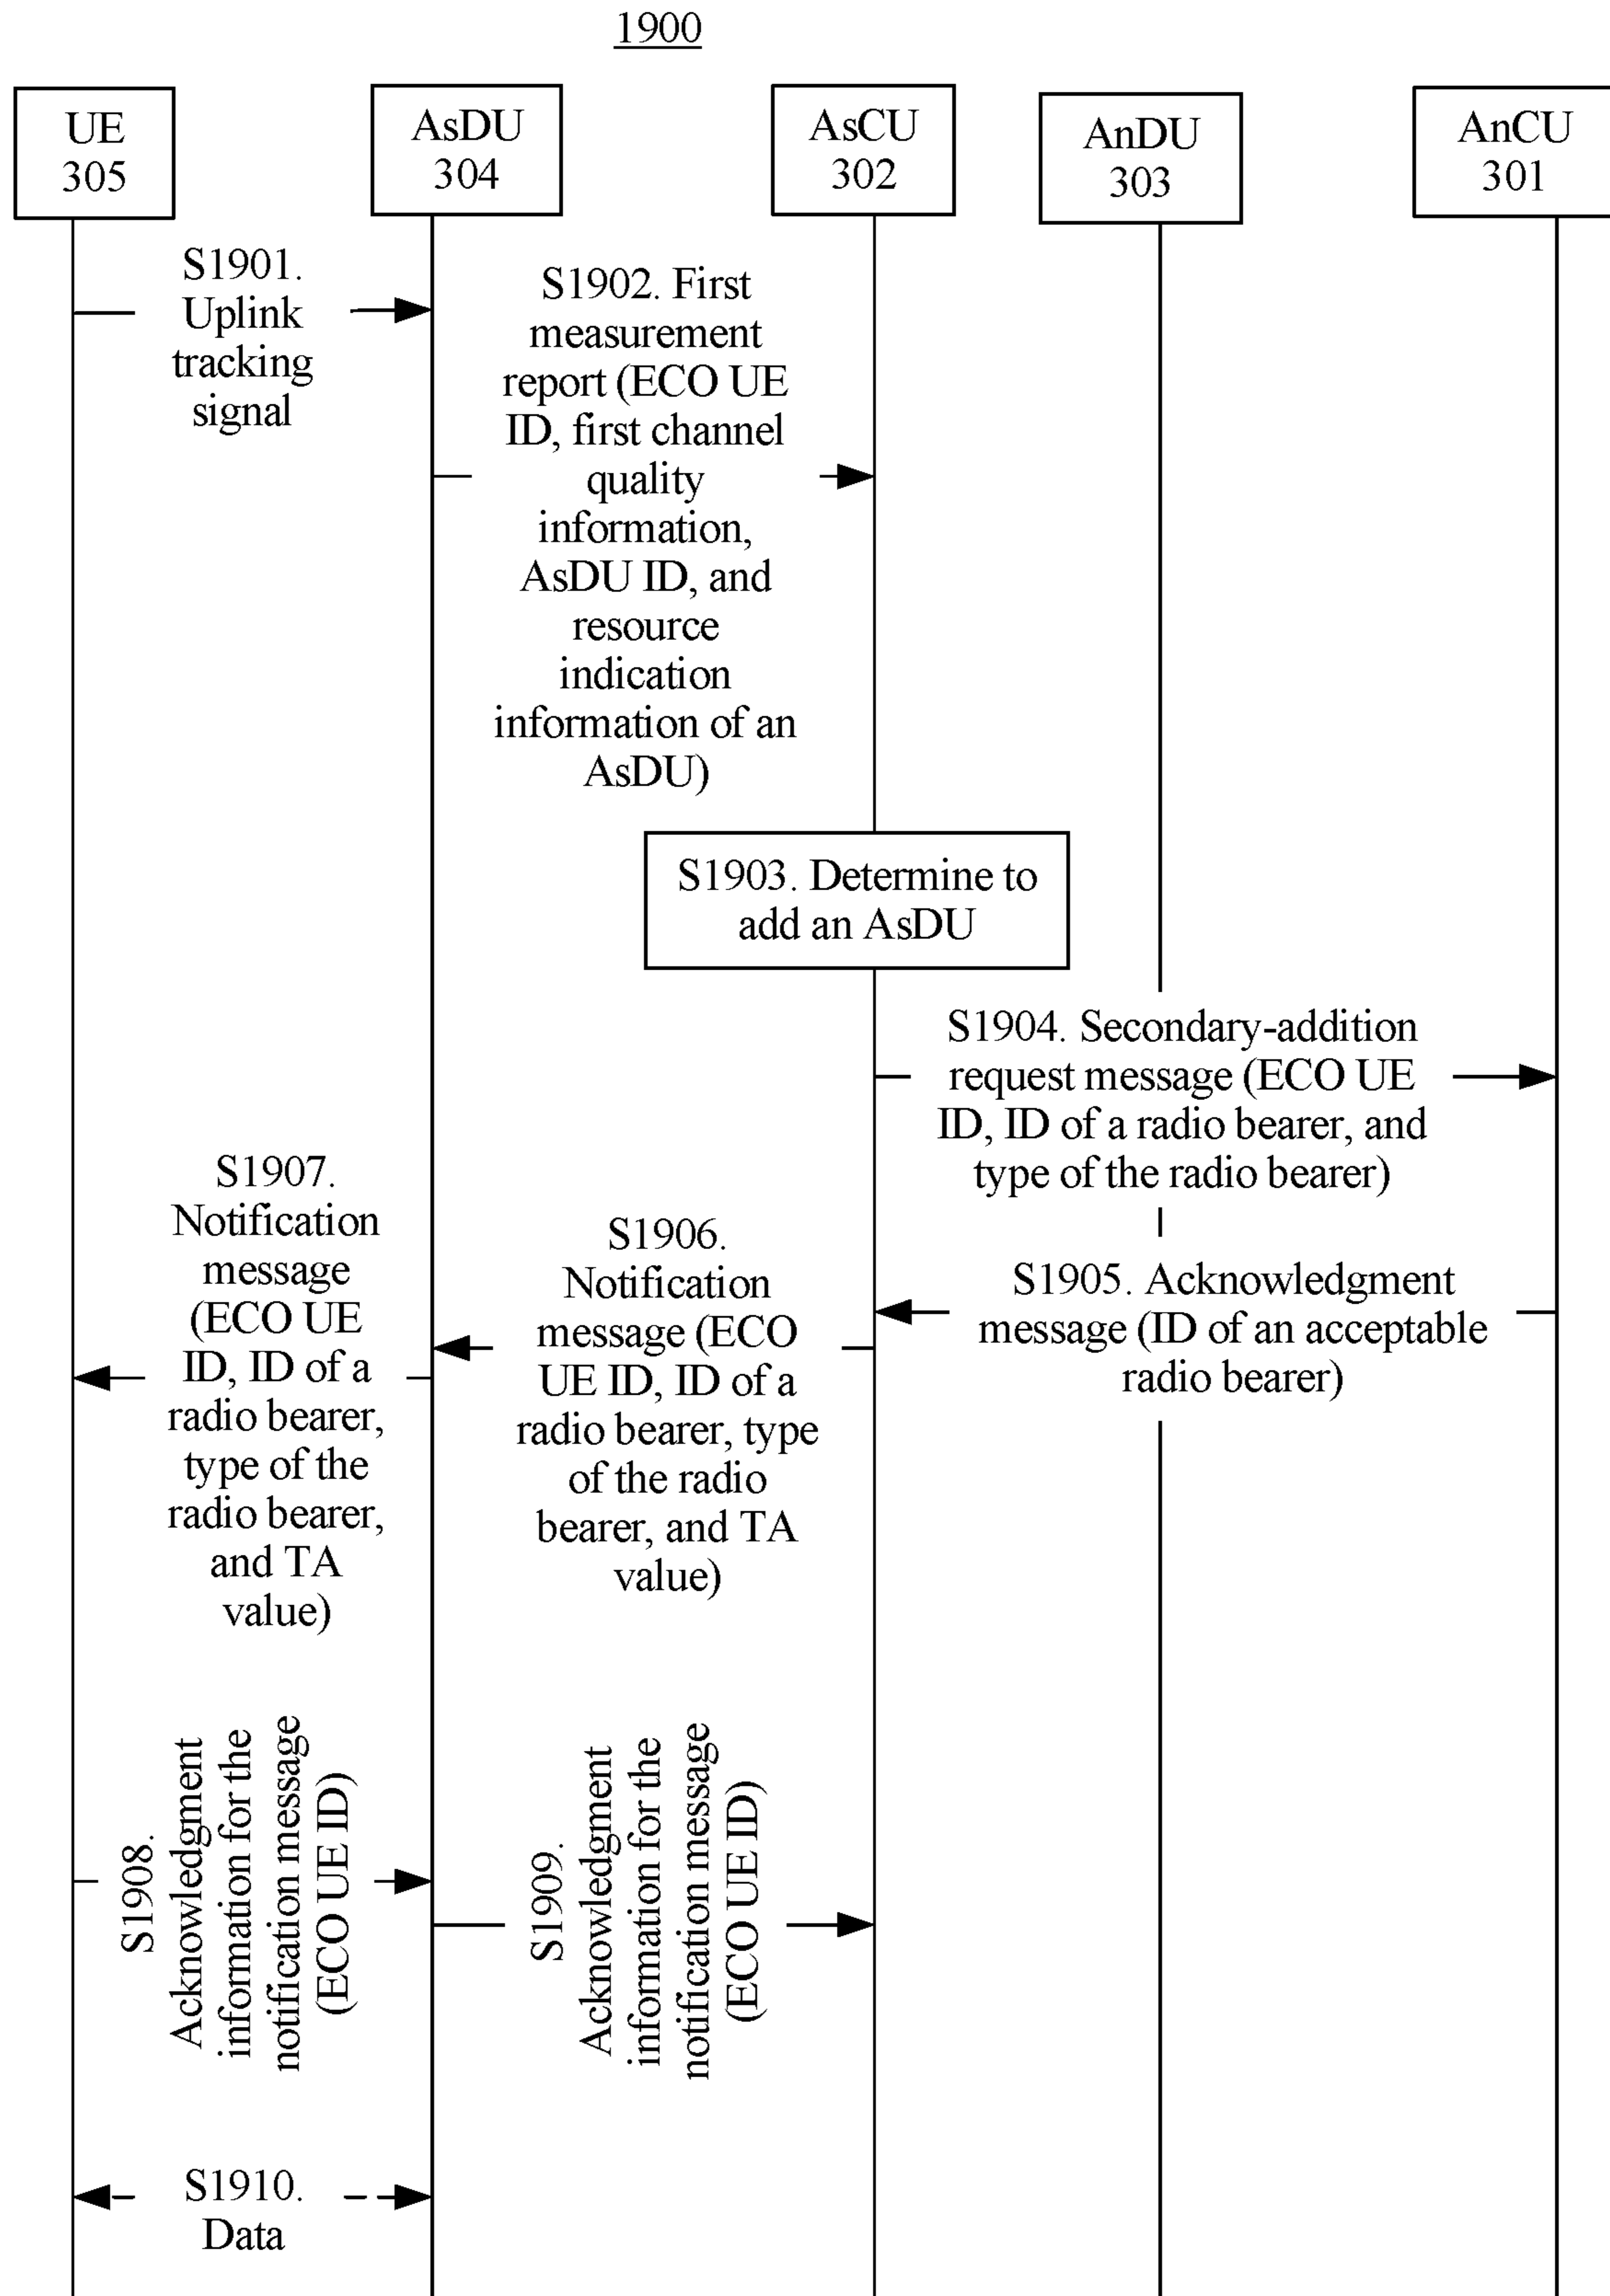 1900
UE
305
AsDU
304
AsCU
302
AnDU
303
AnCU
301
S1901.
Uplink
tracking
signal
S1902. First
measurement
report (ECO UE
ID, first channel
quality
information,
AsDU ID, and
resource
indication
information of an
AsDU)
S1903. Determine to
add an AsDU
S1904. Secondary-addition
request message (ECO UE
ID, ID of a radio bearer, and
type of the radio bearer)
S1905. Acknowledgment
message (ID of an acceptable
radio bearer)
S1906.
Notification
message (ECO
UE ID, ID of a
radio bearer, type
of the radio
bearer, and TA
value)
S1907.
Notification
message
(ECO UE
ID, ID of a
radio bearer,
type of the
radio bearer,
and TA
value)
S1908.
Acknowledgment
information for the
notification message
(ECO UE ID)
S1909.
Acknowledgment
information for the
notification message
(ECO UE ID)
S1910.
Data